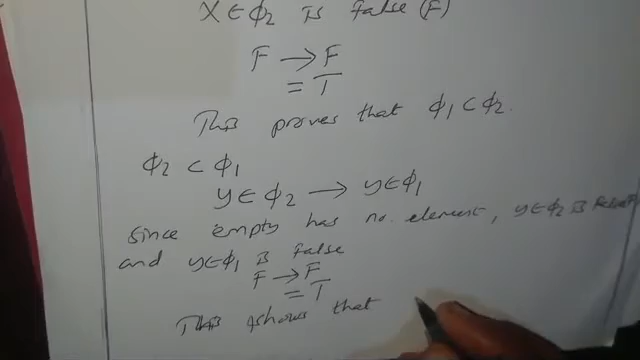 X ∈ ϕ₂ is false (F)
F → F
= T
This proves that ϕ₁ ⊂ ϕ₂.
ϕ₂ ⊂ ϕ₁
y ∈ ϕ₂ → y ∈ ϕ₁
Since empty has no element, y ∈ ϕ₂ is false
and y ∈ ϕ₁ is false
F → F
= T
This shows that